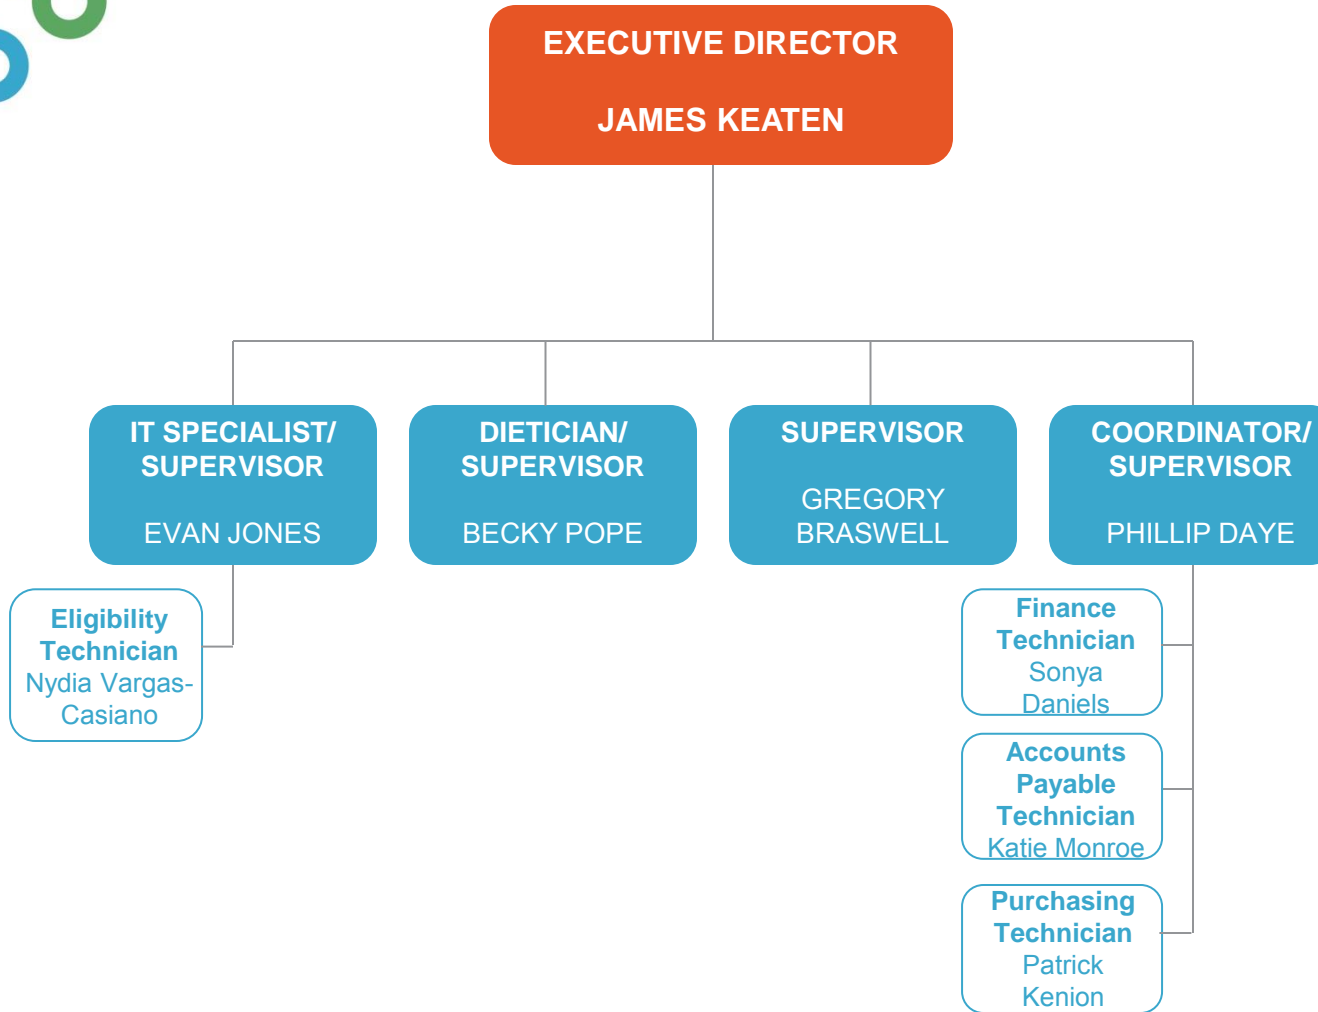 EXECUTIVE DIRECTOR
JAMES KEATEN
IT SPECIALIST/
SUPERVISOR
EVAN JONES
DIETICIAN/
SUPERVISOR
BECKY POPE
SUPERVISOR
GREGORY
BRASWELL
COORDINATOR/
SUPERVISOR
PHILLIP DAYE
Eligibility
Technician
Nydia Vargas-
Casiano
Finance
Technician
Sonya
Daniels
Accounts
Payable
Technician
Katie Monroe
Purchasing
Technician
Patrick
Kenion